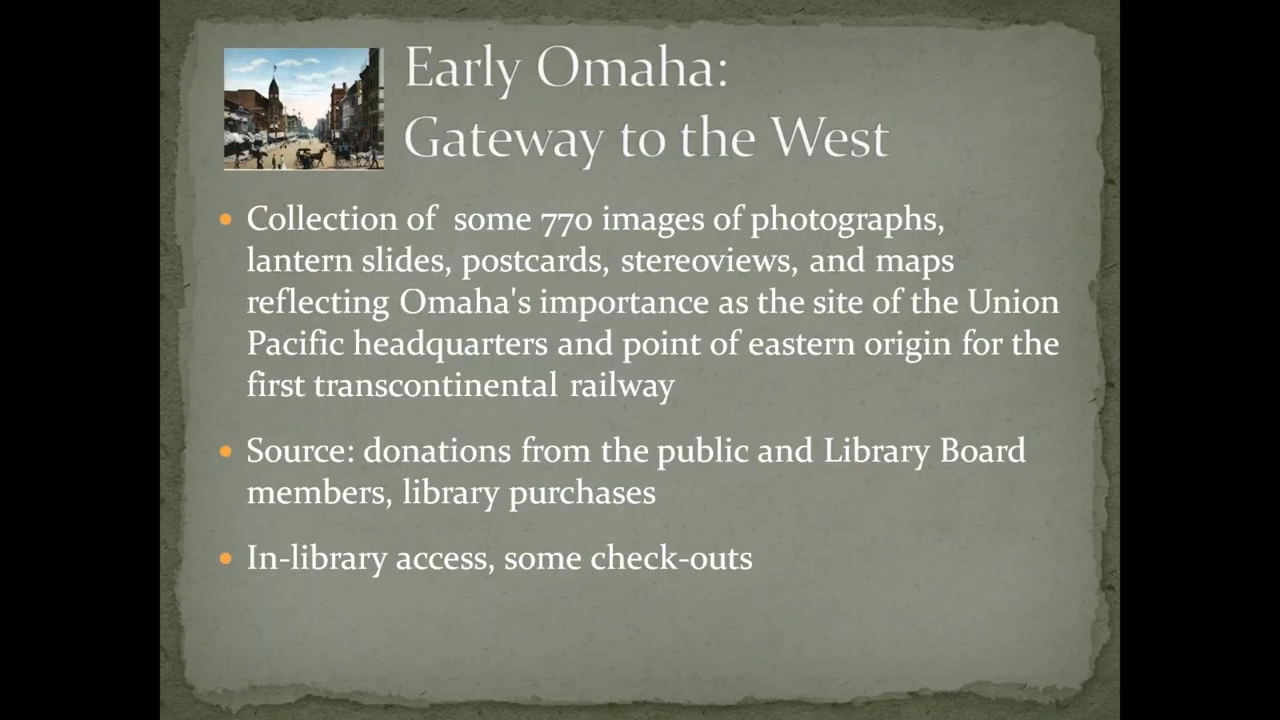 Early Omaha:
Gateway to the West
• Collection of some 770 images of photographs,
lantern slides, postcards, stereoviews, and maps
reflecting Omaha's importance as the site of the Union
Pacific headquarters and point of eastern origin for the
first transcontinental railway
• Source: donations from the public and Library Board
members, library purchases
• In-library access, some check-outs